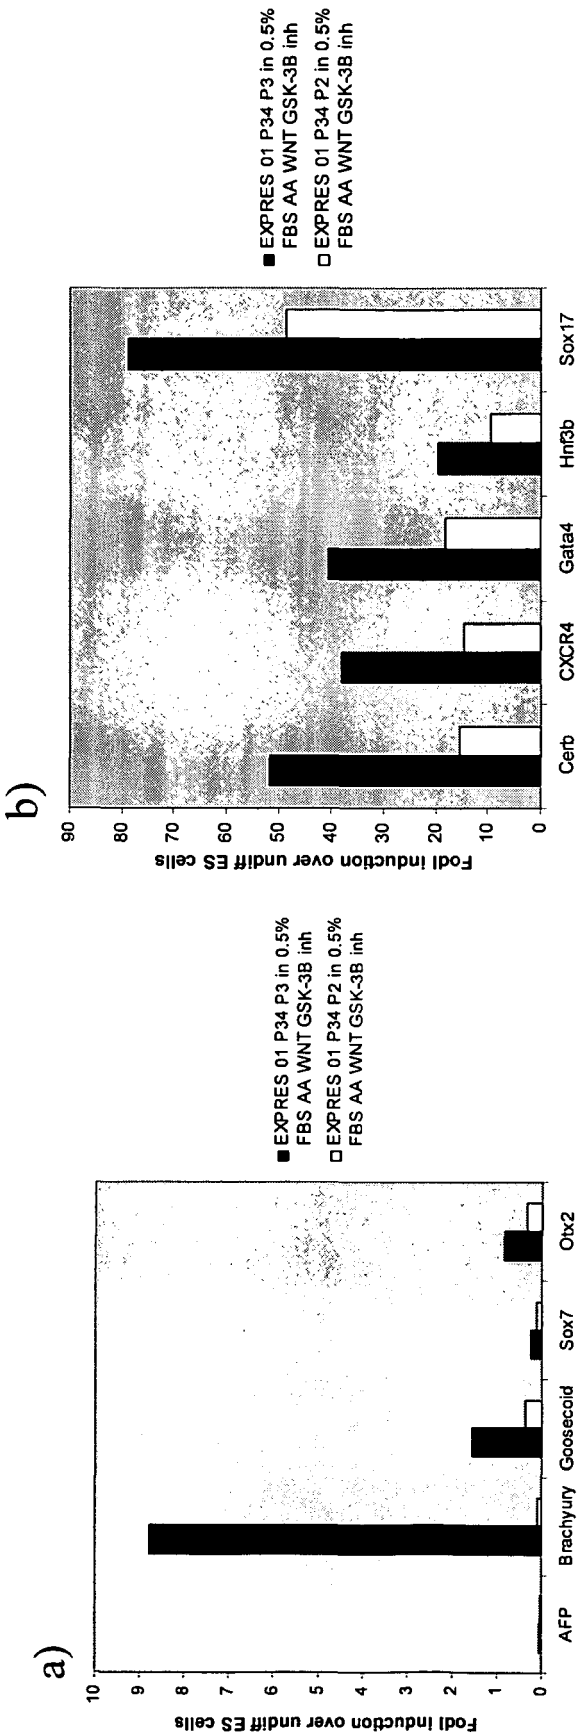 a)
Fodl induction over undiff ES cells
10
9
8
7
6
5
4
3
2
1
0
AFP
Brachyury
Goosecoid
Sox7
Otx2
EXPRES 01 P34 P3 in 0.5%
FBS AA WNT GSK-3B inh
EXPRES 01 P34 P2 in 0.5%
FBS AA WNT GSK-3B inh
b)
Fodl induction over undiff ES cells
90
80
70
60
50
40
30
20
10
0
Cerb
CXCR4
Gata4
Hnf3b
Sox17
EXPRES 01 P34 P3 in 0.5%
FBS AA WNT GSK-3B inh
EXPRES 01 P34 P2 in 0.5%
FBS AA WNT GSK-3B inh